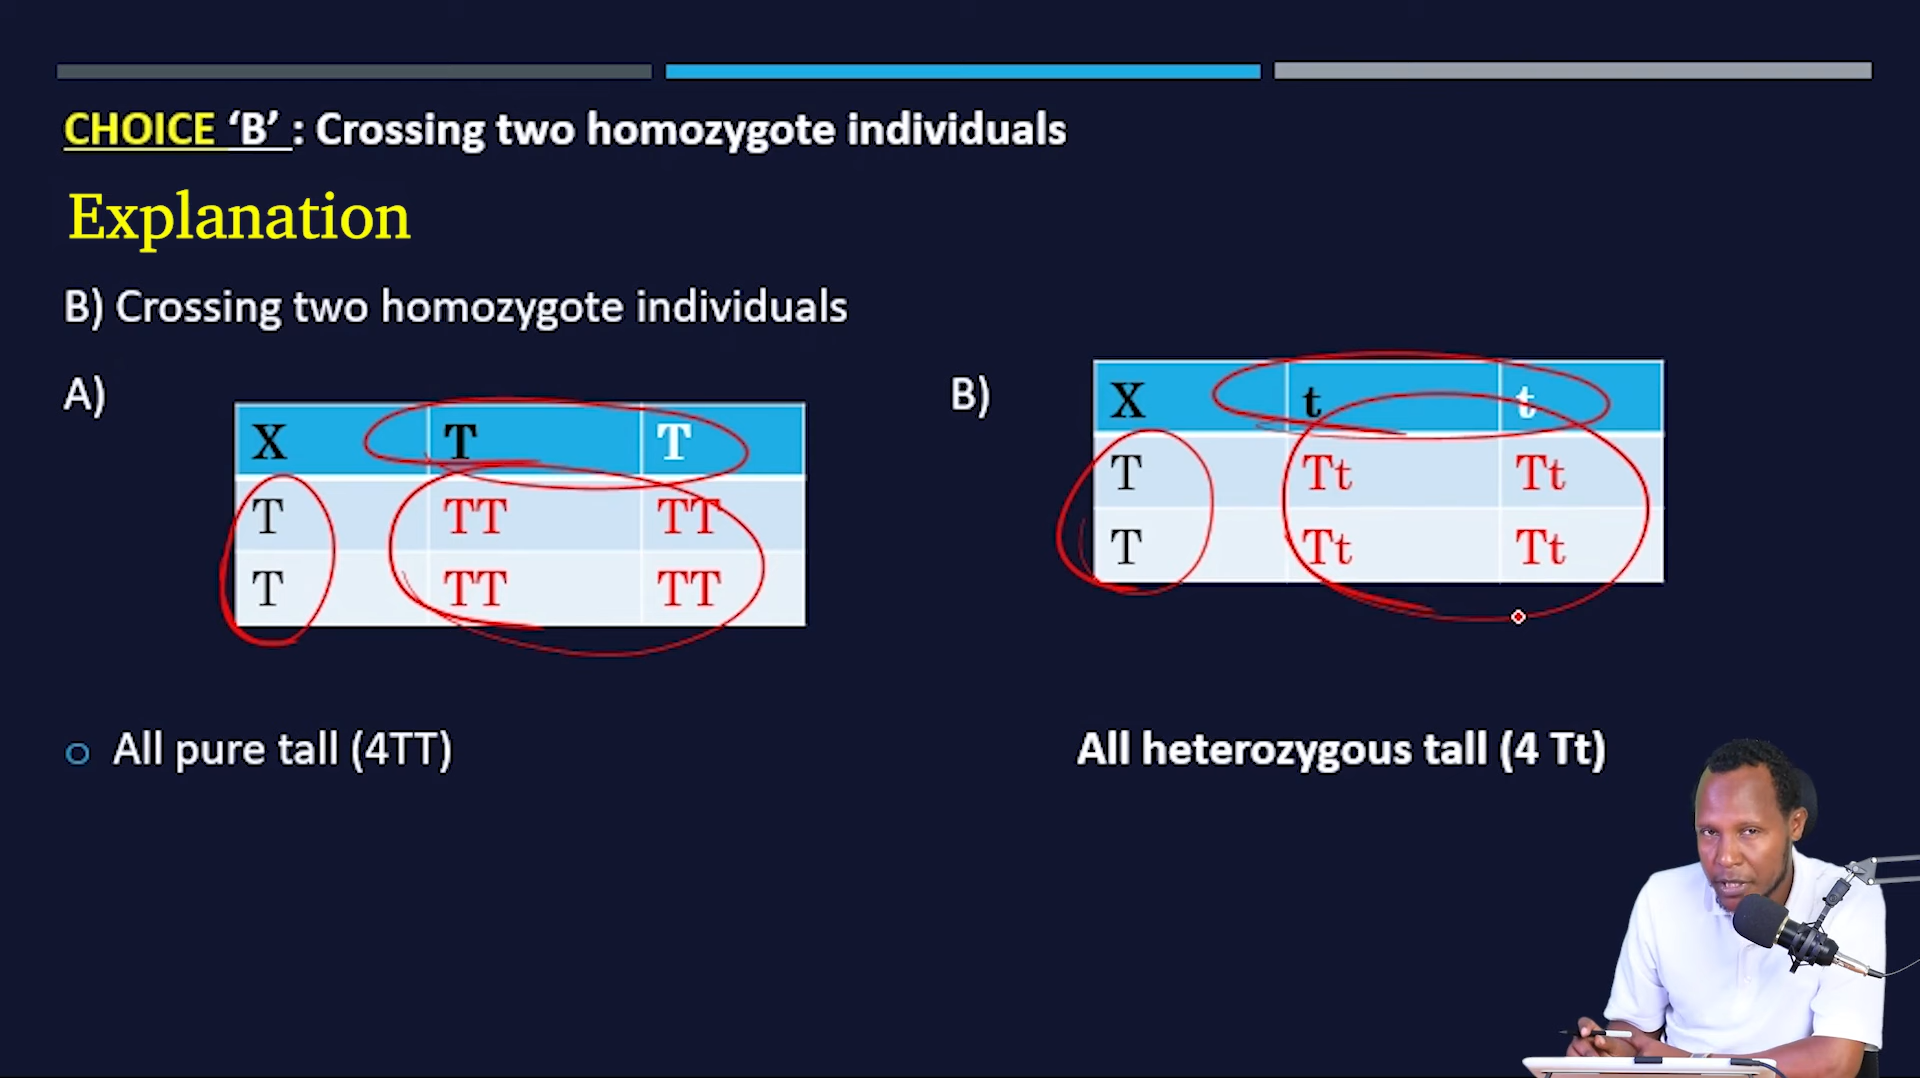 CHOICE ‘B’ : Crossing two homozygote individuals
Explanation
B) Crossing two homozygote individuals
A)
X T T
T TT TT
T TT TT
B)
X t t
T Tt Tt
T Tt Tt
All pure tall (4TT)
All heterozygous tall (4 Tt)